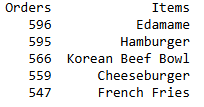 Orders Items
596 Edamame
595 Hamburger
566 Korean Beef Bowl
559 Cheeseburger
547 French Fries